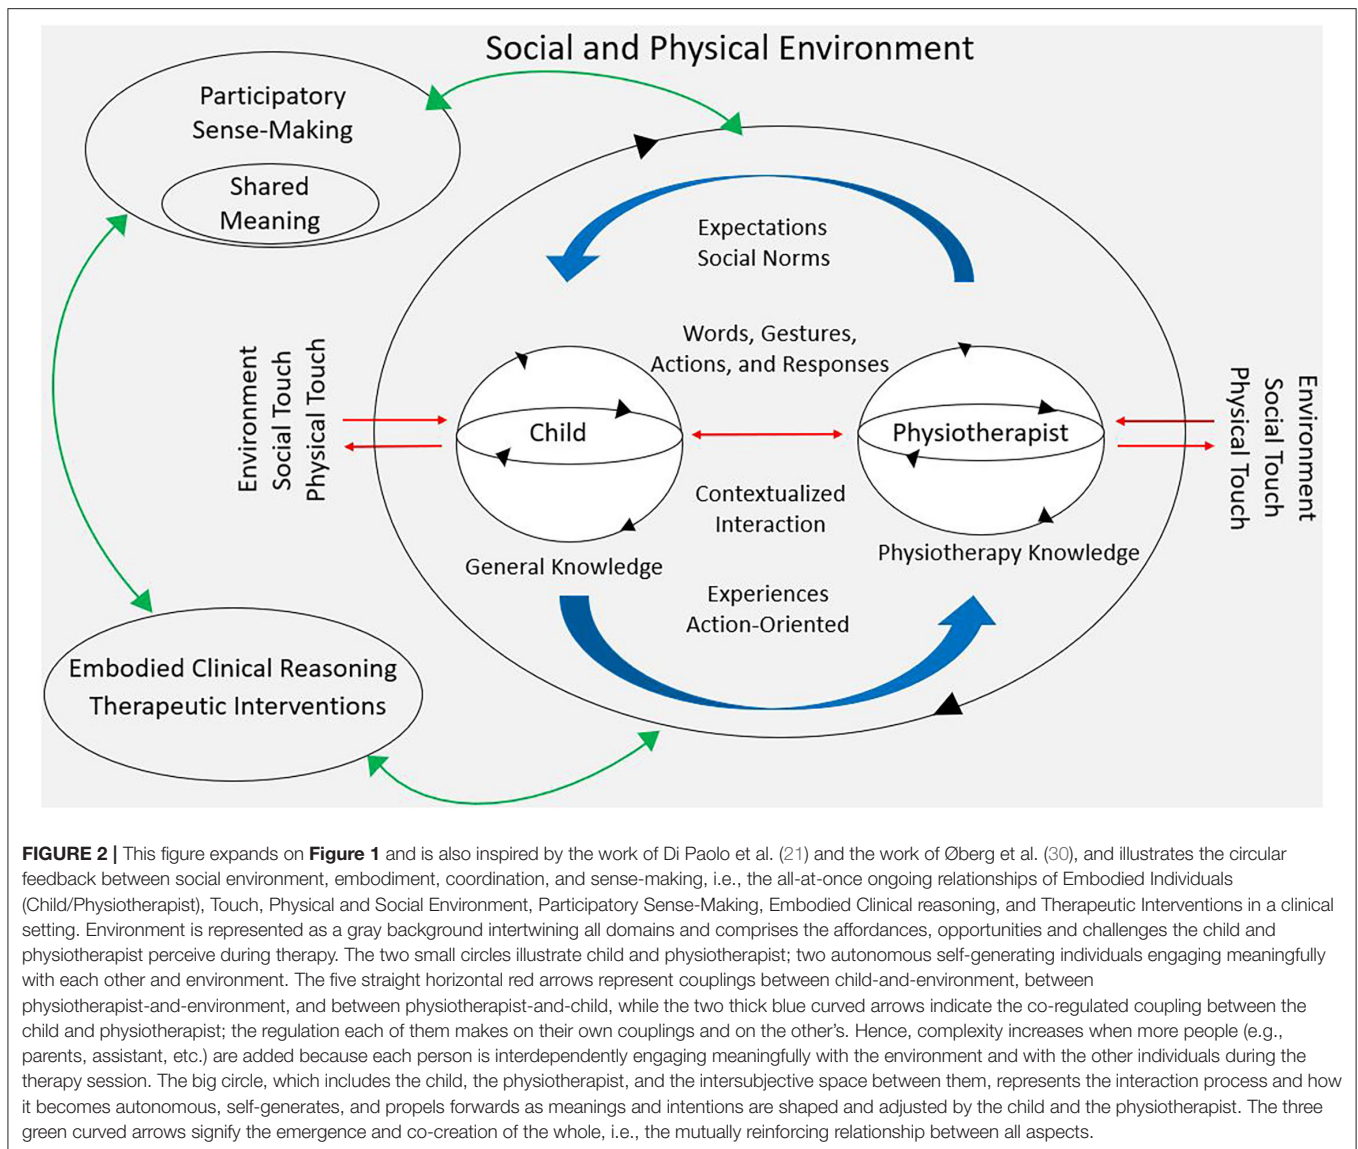 Social and Physical Environment
Participatory
Sense-Making
Shared
Meaning
Expectations
Social Norms
Words, Gestures,
Actions, and Responses
Environment
Social Touch
Physical Touch
Child
Physiotherapist
Environment
Social Touch
Physical Touch
Contextualized
Interaction
General Knowledge
Physiotherapy Knowledge
Experiences
Action-Oriented
Embodied Clinical Reasoning
Therapeutic Interventions
FIGURE 2 | This figure expands on Figure 1 and is also inspired by the work of Di Paolo et al. (21) and the work of Øberg et al. (30), and illustrates the circular
feedback between social environment, embodiment, coordination, and sense-making, i.e., the all-at-once ongoing relationships of Embodied Individuals
(Child/Physiotherapist), Touch, Physical and Social Environment, Participatory Sense-Making, Embodied Clinical reasoning, and Therapeutic Interventions in a clinical
setting. Environment is represented as a gray background intertwining all domains and comprises the affordances, opportunities and challenges the child and
physiotherapist perceive during therapy. The two small circles illustrate child and physiotherapist; two autonomous self-generating individuals engaging meaningfully
with each other and environment. The five straight horizontal red arrows represent couplings between child-and-environment, between
physiotherapist-and-environment, and between physiotherapist-and-child, while the two thick blue curved arrows indicate the co-regulated coupling between the
child and physiotherapist; the regulation each of them makes on their own couplings and on the other's. Hence, complexity increases when more people (e.g.,
parents, assistant, etc.) are added because each person is interdependently engaging meaningfully with the environment and with the other individuals during the
therapy session. The big circle, which includes the child, the physiotherapist, and the intersubjective space between them, represents the interaction process and how
it becomes autonomous, self-generates, and propels forwards as meanings and intentions are shaped and adjusted by the child and the physiotherapist. The three
green curved arrows signify the emergence and co-creation of the whole, i.e., the mutually reinforcing relationship between all aspects.